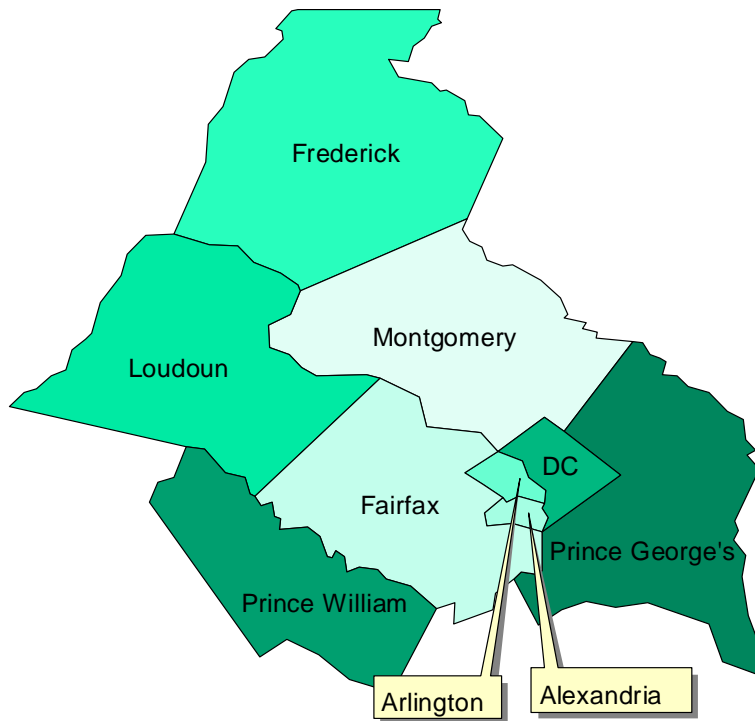 Frederick
Montgomery
Loudoun
DC
Fairfax
Prince George's
Prince William
Arlington
Alexandria